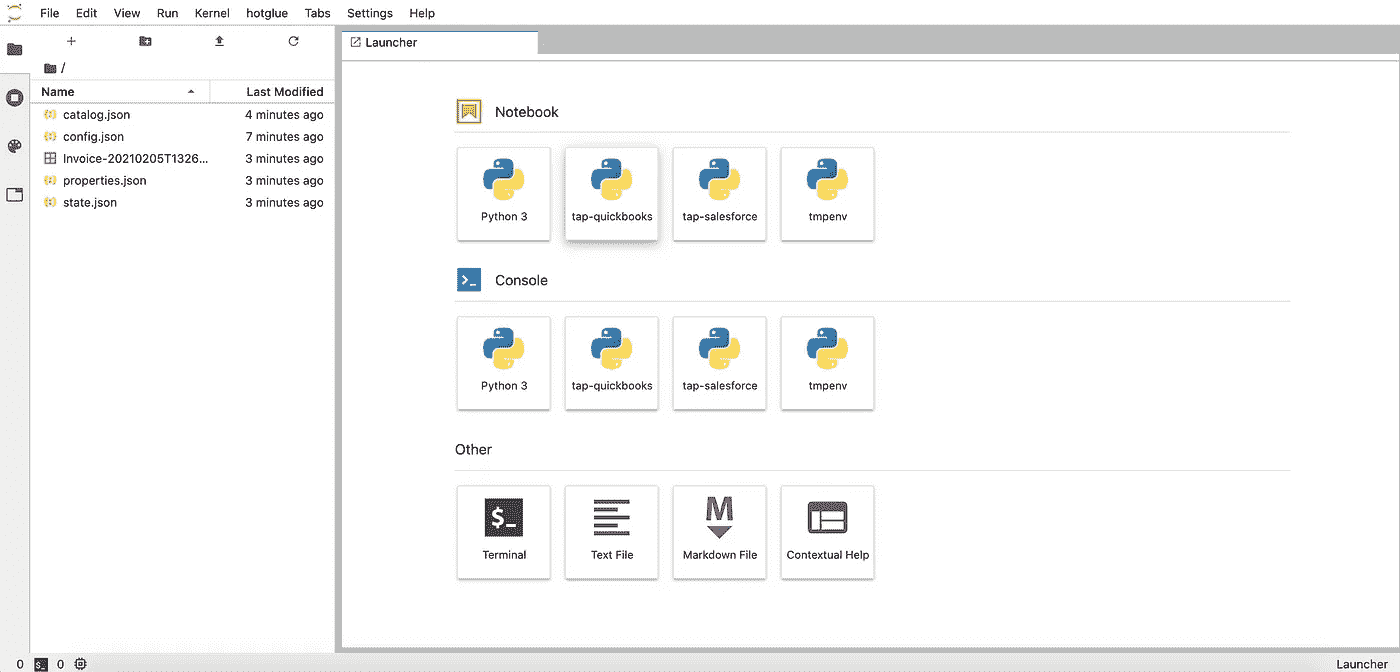 File Edit View Run Kernel hotglue Tabs Settings Help
Launcher
/
Name Last Modified
catalog.json 4 minutes ago
config.json 7 minutes ago
Invoice-20210205T1326... 3 minutes ago
properties.json 3 minutes ago
state.json 3 minutes ago
Notebook
Python 3 tap-quickbooks tap-salesforce tmpenv
Console
Python 3 tap-quickbooks tap-salesforce tmpenv
Other
$_ M
Terminal Text File Markdown File Contextual Help
0 $_ 0 Launcher